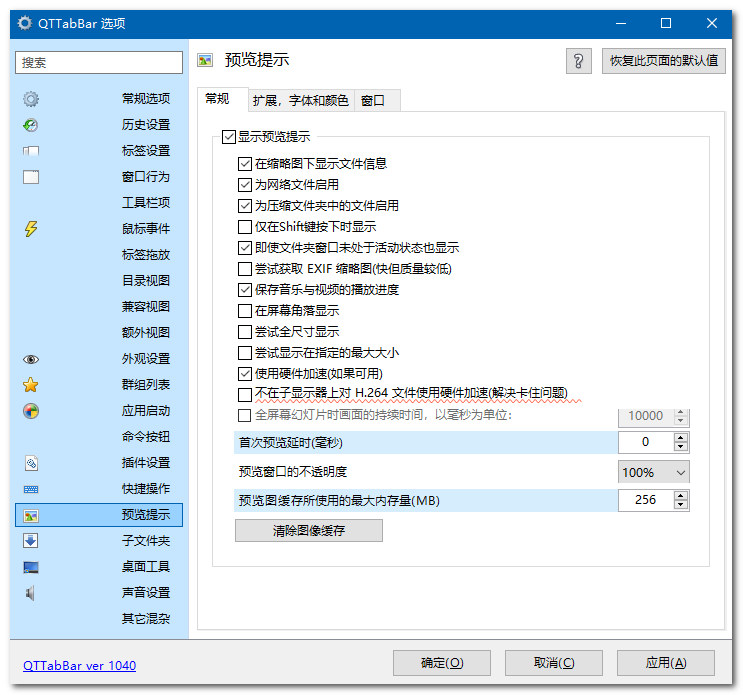 QTTabBar 选项
搜索
常规选项
历史设置
标签设置
窗口行为
工具栏项
鼠标事件
标签拖放
目录视图
兼容视图
额外视图
外观设置
群组列表
应用启动
命令按钮
插件设置
快捷操作
预览提示
子文件夹
桌面工具
声音设置
其它混杂
预览提示
?
恢复此页面的默认值
常规
扩展，字体和颜色
窗口
显示预览提示
在缩略图下显示文件信息
为网络文件启用
为压缩文件夹中的文件启用
仅在Shift键按下时显示
即使文件夹窗口未处于活动状态也显示
尝试获取 EXIF 缩略图(快但质量较低)
保存音乐与视频的播放进度
在屏幕角落显示
尝试全尺寸显示
尝试显示在指定的最大大小
使用硬件加速(如果可用)
不在子显示器上对 H.264 文件使用硬件加速(解决卡住问题)
全屏幕幻灯片时画面的持续时间，以毫秒为单位: 10000
首次预览延时(毫秒) 0
预览窗口的不透明度 100%
预览图缓存所使用的最大内存量(MB) 256
清除图像缓存
QTTabBar ver 1040
确定(O)
取消(C)
应用(A)